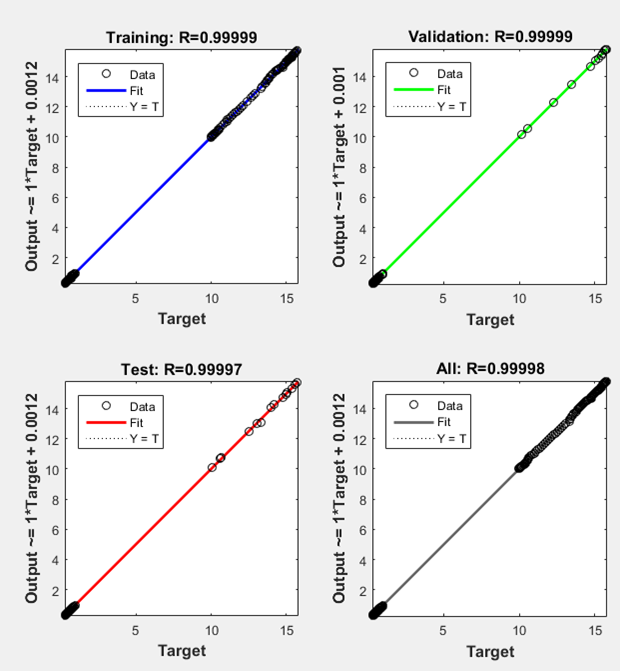 Training: R=0.99999
Output ~= 1*Target + 0.0012
14
12
10
8
6
4
2
Data
Fit
Y = T
5 10 15
Target
Validation: R=0.99999
Output ~= 1*Target + 0.001
14
12
10
8
6
4
2
Data
Fit
Y = T
5 10 15
Target
Test: R=0.99997
Output ~= 1*Target + 0.0012
14
12
10
8
6
4
2
Data
Fit
Y = T
5 10 15
Target
All: R=0.99998
Output ~= 1*Target + 0.0012
14
12
10
8
6
4
2
Data
Fit
Y = T
5 10 15
Target